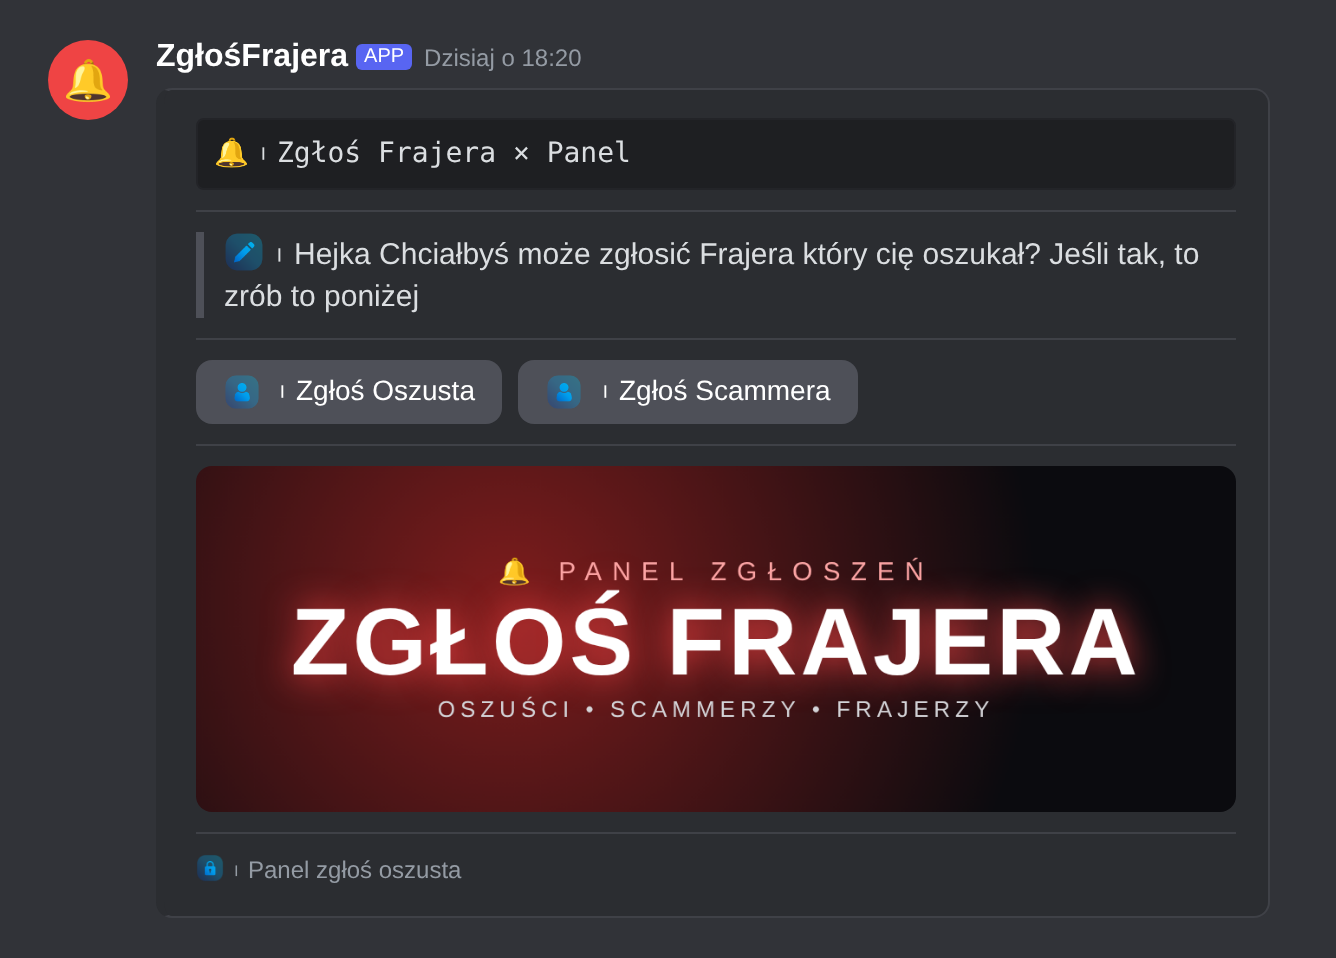 ZgłośFrajera APP Dzisiaj o 18:20
🔔 ╷ Zgłoś Frajera × Panel
╷ Hejka Chciałbyś może zgłosić Frajera który cię oszukał? Jeśli tak, to
zrób to poniżej
╷ Zgłoś Oszusta ╷ Zgłoś Scammera
🔔 PANEL ZGŁOSZEŃ
ZGŁOŚ FRAJERA
OSZUŚCI • SCAMMERZY • FRAJERZY
╷ Panel zgłoś oszusta